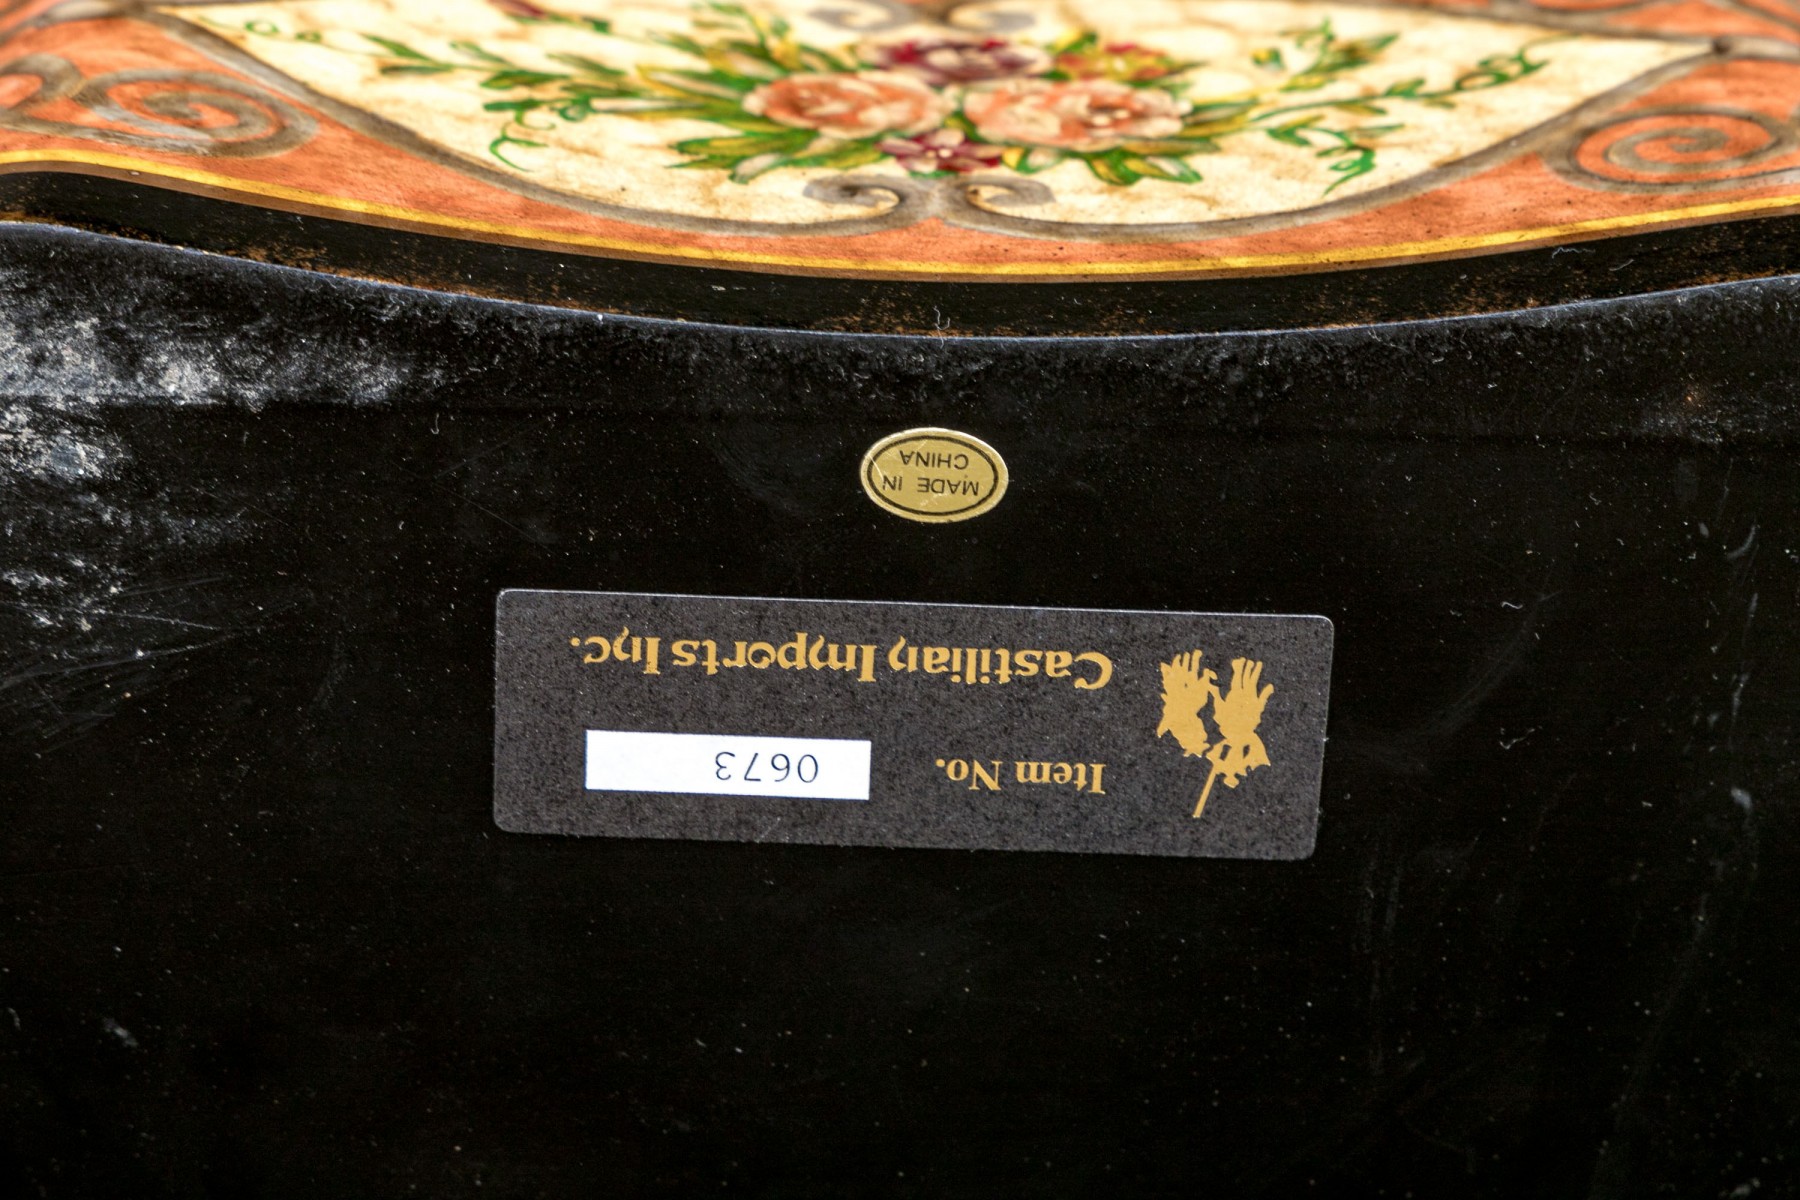 Castilian Imports Inc.
Item No. 0673
MADE IN
CHINA